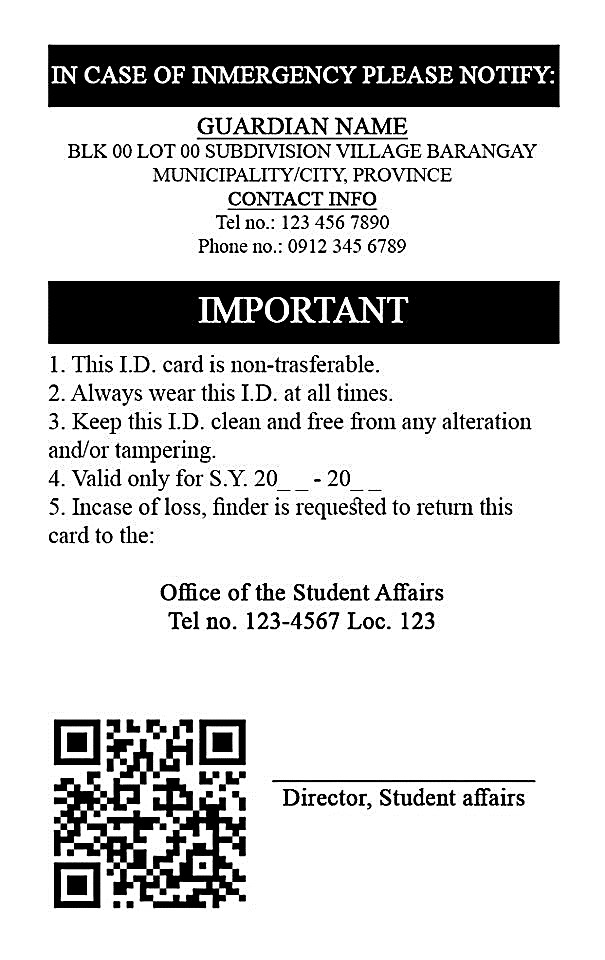 IN CASE OF INMERGENCY PLEASE NOTIFY:
GUARDIAN NAME
BLK 00 LOT 00 SUBDIVISION VILLAGE BARANGAY
MUNICIPALITY/CITY, PROVINCE
CONTACT INFO
Tel no.: 123 456 7890
Phone no.: 0912 345 6789
IMPORTANT
1. This I.D. card is non-trasferable.
2. Always wear this I.D. at all times.
3. Keep this I.D. clean and free from any alteration
and/or tampering.
4. Valid only for S.Y. 20_ _ - 20_ _
5. Incase of loss, finder is requested to return this
card to the:
Office of the Student Affairs
Tel no. 123-4567 Loc. 123
Director, Student affairs